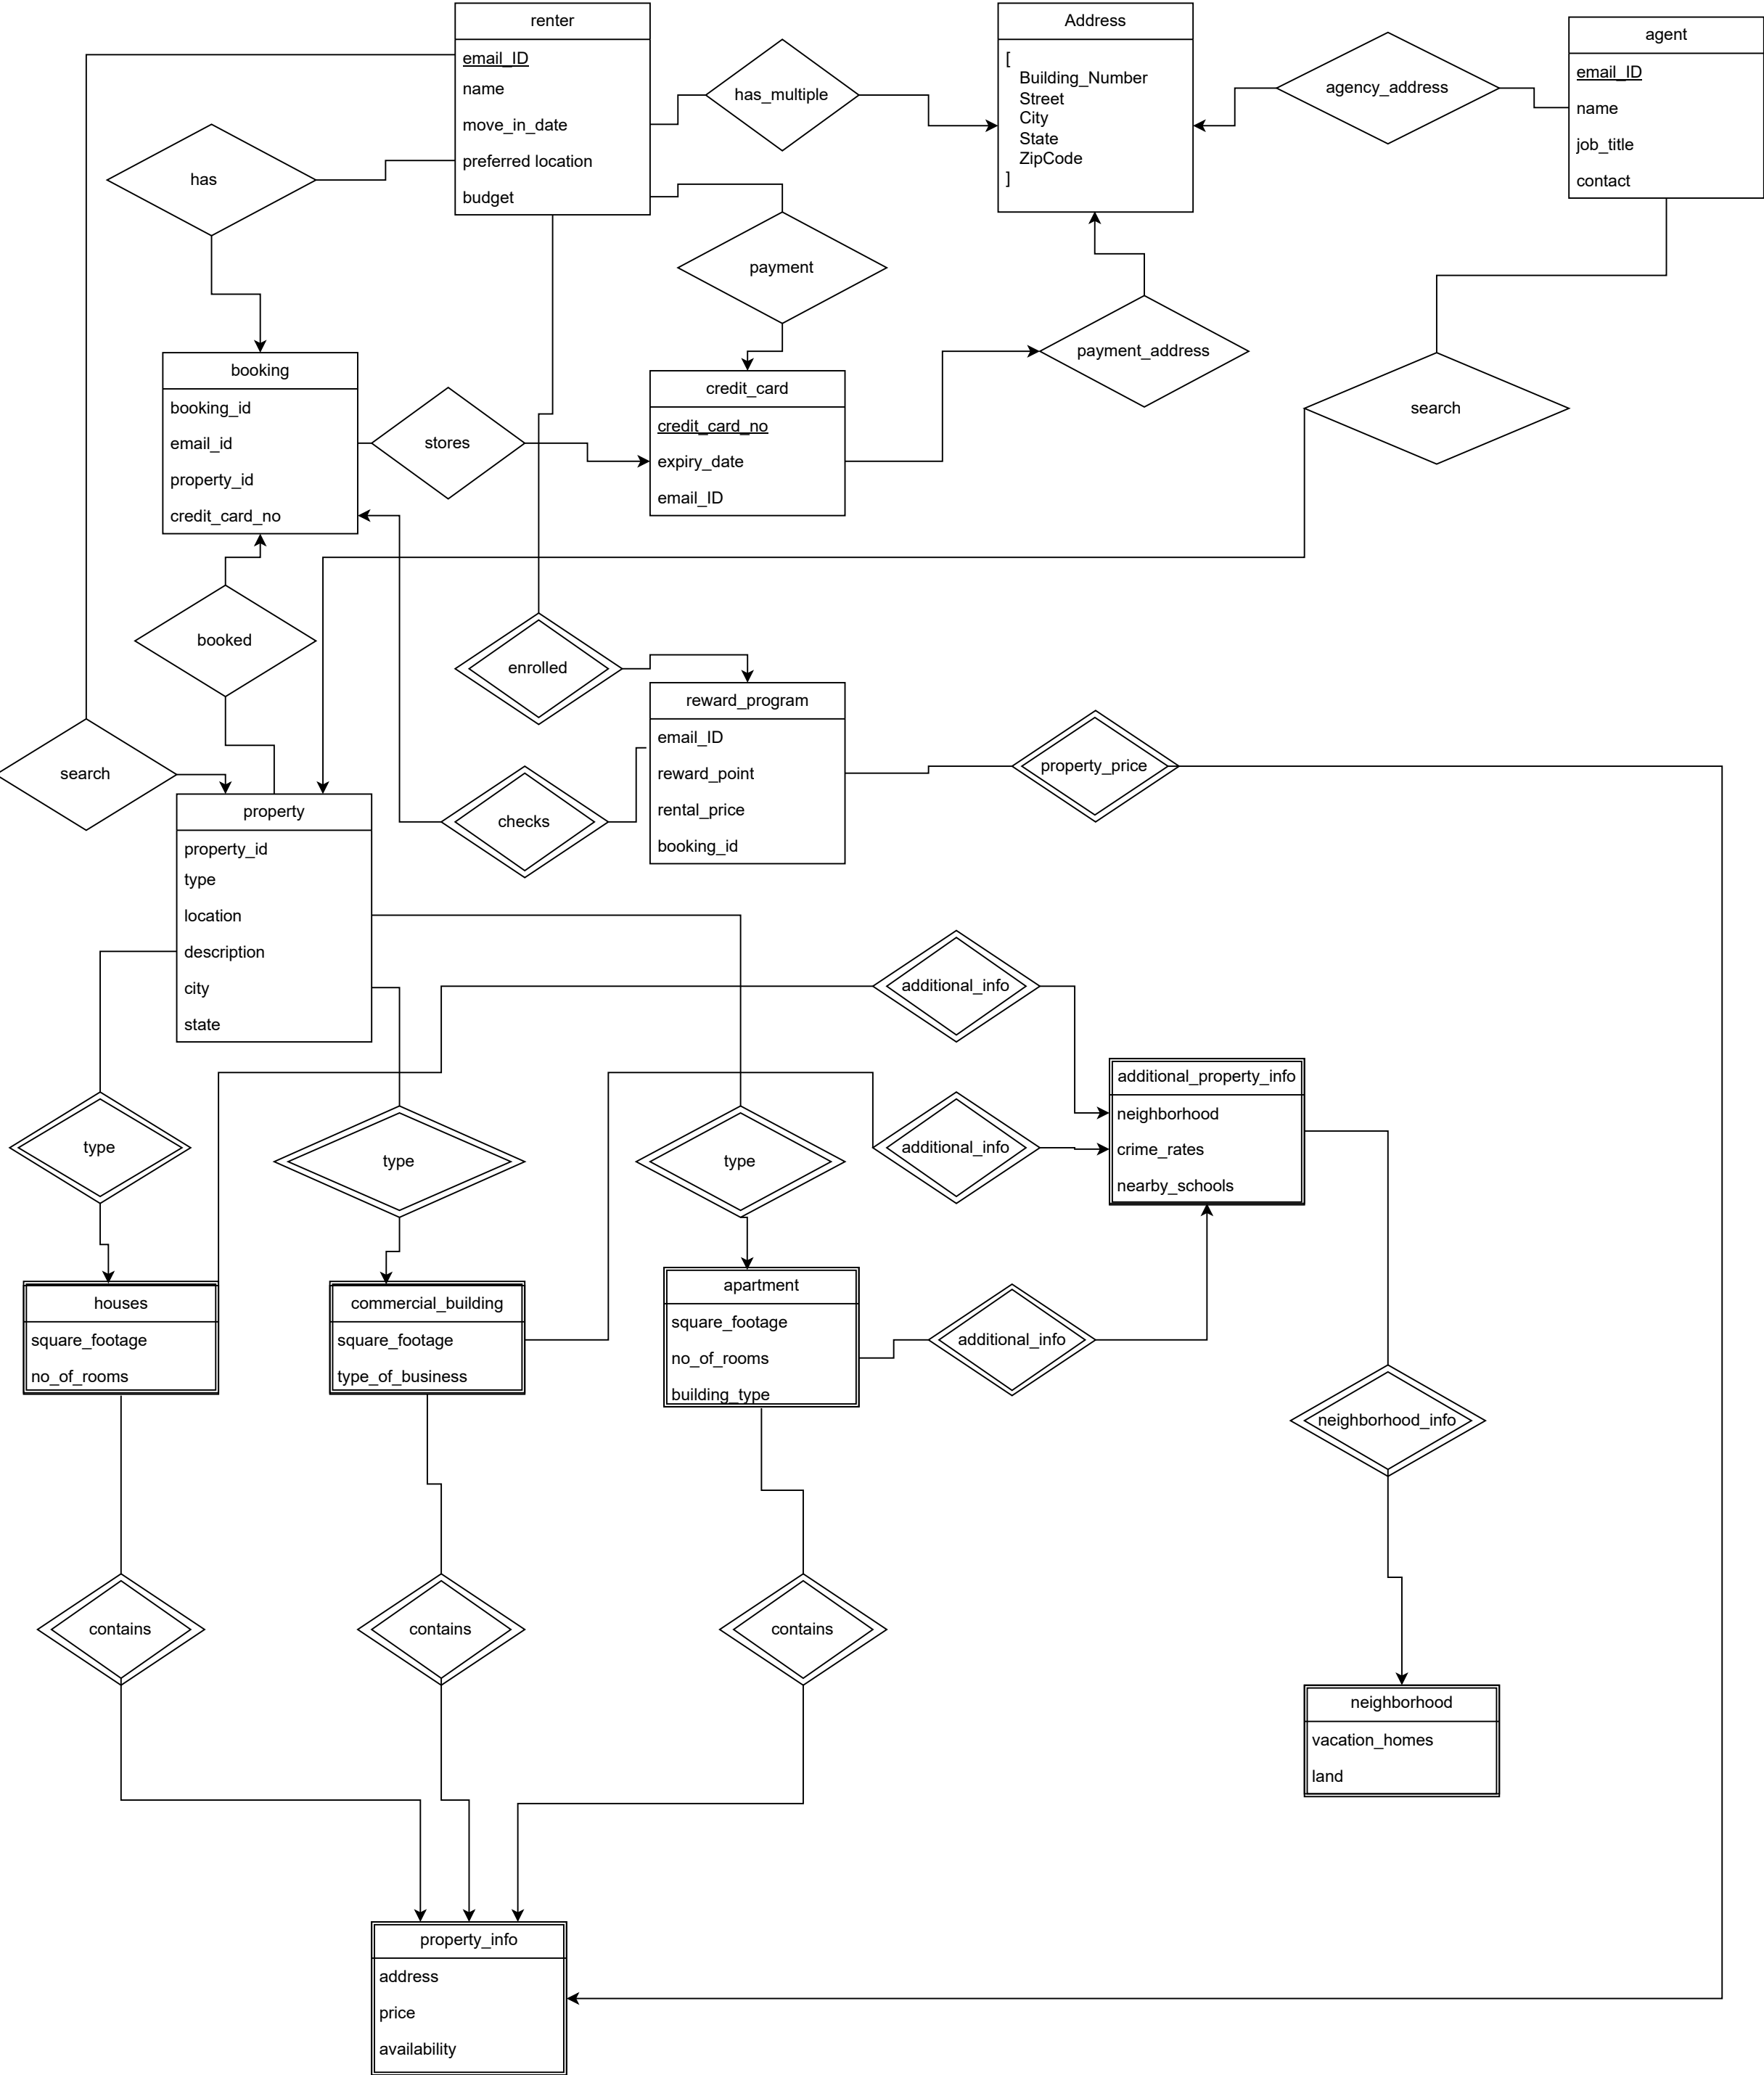 renter
email_ID
name
move_in_date
preferred location
budget
has_multiple
Address
[
Building_Number
Street
City
State
ZipCode
]
agency_address
agent
email_ID
name
job_title
contact
has
payment
payment_address
search
booking
booking_id
email_id
property_id
credit_card_no
stores
credit_card
credit_card_no
expiry_date
email_ID
booked
enrolled
reward_program
email_ID
reward_point
rental_price
booking_id
property_price
search
checks
property
property_id
type
location
description
city
state
additional_info
additional_property_info
neighborhood
crime_rates
nearby_schools
type
type
type
additional_info
houses
square_footage
no_of_rooms
commercial_building
square_footage
type_of_business
apartment
square_footage
no_of_rooms
building_type
additional_info
neighborhood_info
contains
contains
contains
neighborhood
vacation_homes
land
property_info
address
price
availability